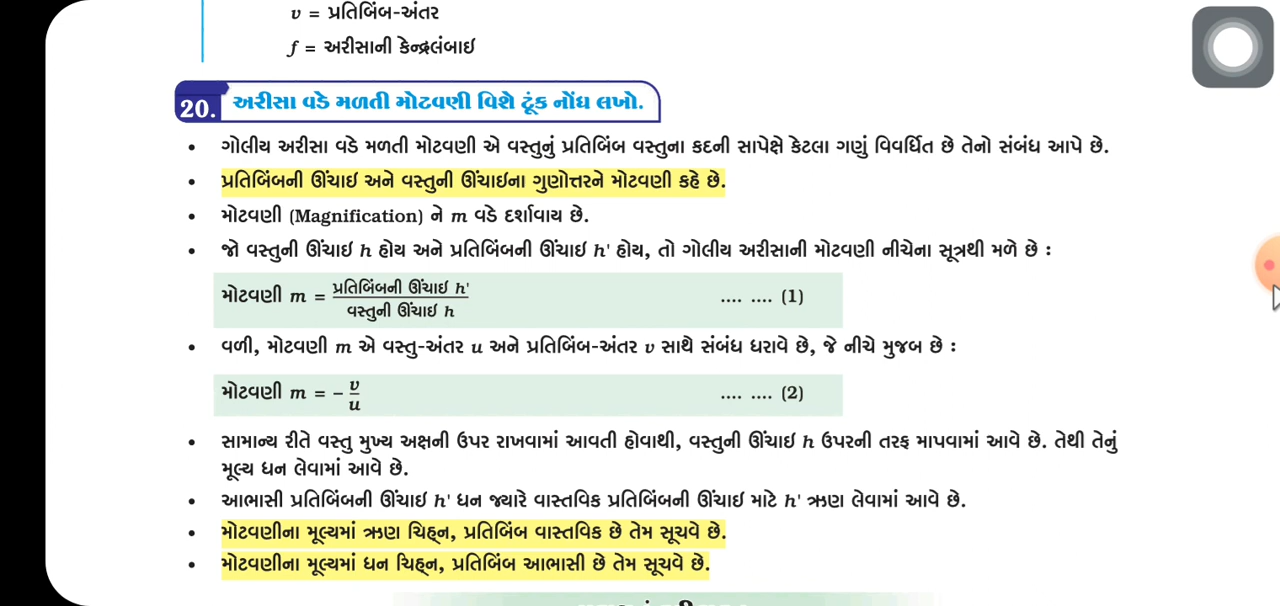 v = પ્રતિબિંબ-અંતર
f = અરીસાની કેન્દ્રલંબાઈ
20. અરીસા વડે મળતી મોટવણી વિશે ટૂંક નોંધ લખો.
• ગોલીય અરીસા વડે મળતી મોટવણી એ વસ્તુનું પ્રતિબિંબ વસ્તુના કદની સાપેક્ષે કેટલા ગણું વિવર્ધિત છે તેનો સંબંધ આપે છે.
• પ્રતિબિંબની ઊંચાઈ અને વસ્તુની ઊંચાઈના ગુણોત્તરને મોટવણી કહે છે.
• મોટવણી (Magnification) ને m વડે દર્શાવાય છે.
• જો વસ્તુની ઊંચાઈ h હોય અને પ્રતિબિંબની ઊંચાઈ h' હોય, તો ગોલીય અરીસાની મોટવણી નીચેના સૂત્રથી મળે છે :
મોટવણી m = પ્રતિબિંબની ઊંચાઈ h' / વસ્તુની ઊંચાઈ h .... .... (1)
• વળી, મોટવણી m એ વસ્તુ-અંતર u અને પ્રતિબિંબ-અંતર v સાથે સંબંધ ધરાવે છે, જે નીચે મુજબ છે :
મોટવણી m = – v / u .... .... (2)
• સામાન્ય રીતે વસ્તુ મુખ્ય અક્ષની ઉપર રાખવામાં આવતી હોવાથી, વસ્તુની ઊંચાઈ h ઉપરની તરફ માપવામાં આવે છે. તેથી તેનું
મૂલ્ય ધન લેવામાં આવે છે.
• આભાસી પ્રતિબિંબની ઊંચાઈ h' ધન જ્યારે વાસ્તવિક પ્રતિબિંબની ઊંચાઈ માટે h' ઋણ લેવામાં આવે છે.
• મોટવણીના મૂલ્યમાં ઋણ ચિહ્ન, પ્રતિબિંબ વાસ્તવિક છે તેમ સૂચવે છે.
• મોટવણીના મૂલ્યમાં ધન ચિહ્ન, પ્રતિબિંબ આભાસી છે તેમ સૂચવે છે.